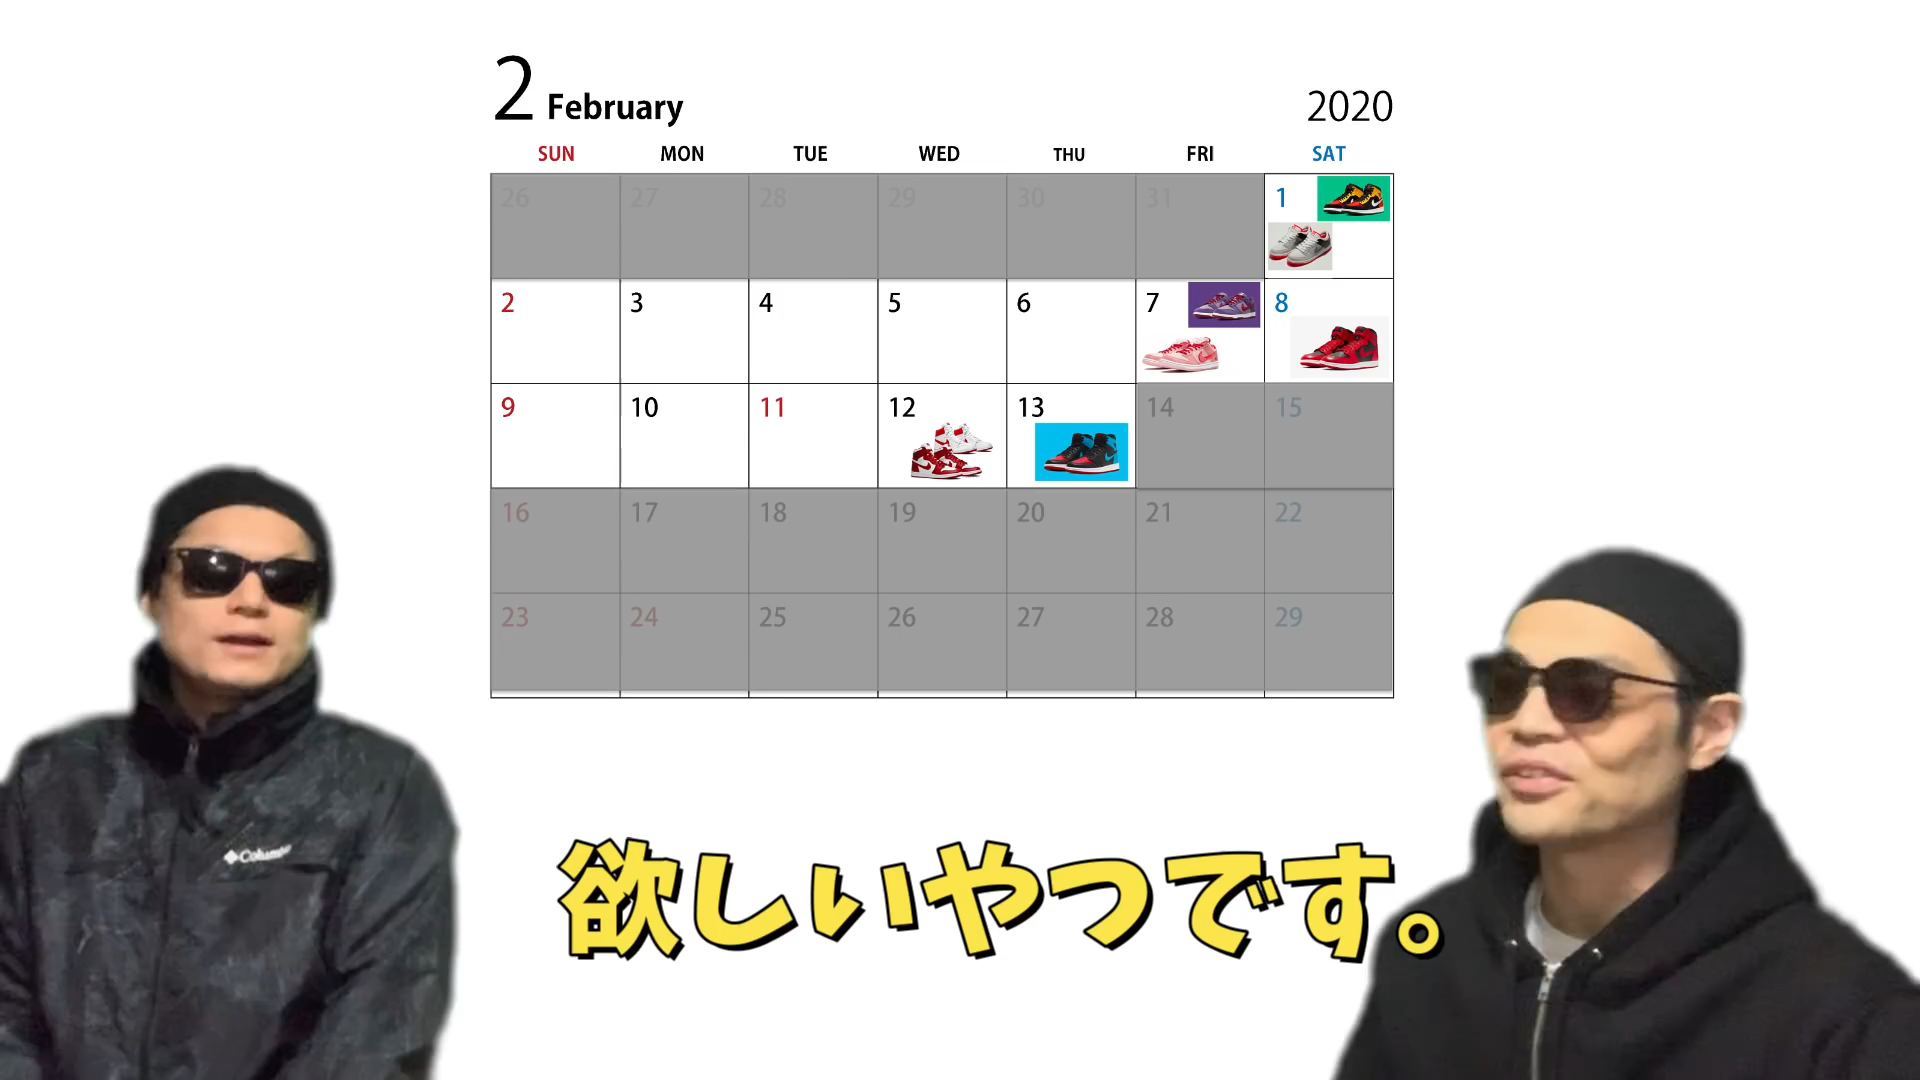 2 February 2020
SUN MON TUE WED THU FRI SAT
26 27 28 29 30 31 1
2 3 4 5 6 7 8
9 10 11 12 13 14 15
16 17 18 19 20 21 22
23 24 25 26 27 28 29
Columbia
欲しいやつです。